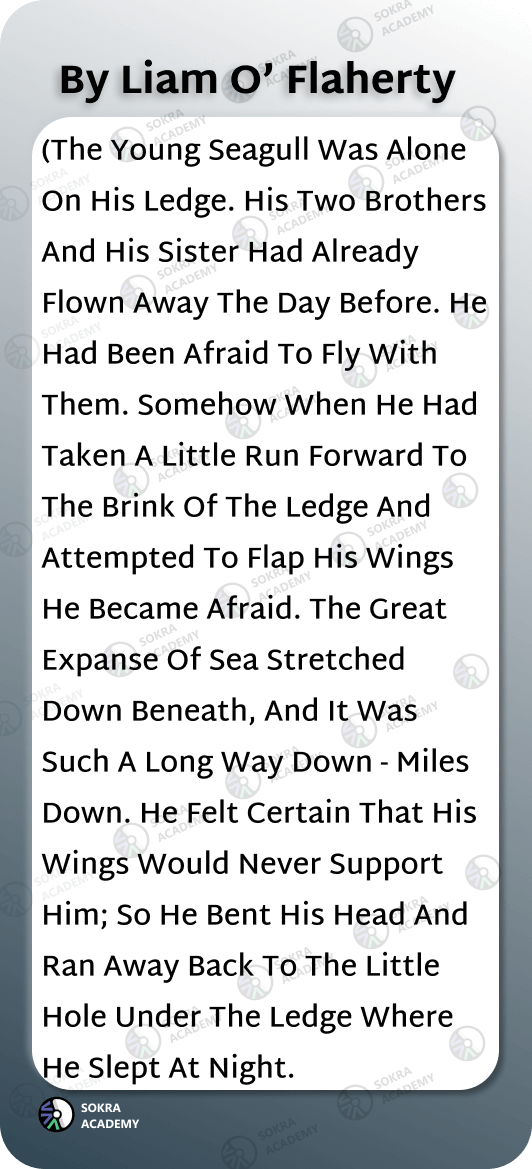 By Liam O’ Flaherty
(The Young Seagull Was Alone
On His Ledge. His Two Brothers
And His Sister Had Already
Flown Away The Day Before. He
Had Been Afraid To Fly With
Them. Somehow When He Had
Taken A Little Run Forward To
The Brink Of The Ledge And
Attempted To Flap His Wings
He Became Afraid. The Great
Expanse Of Sea Stretched
Down Beneath, And It Was
Such A Long Way Down - Miles
Down. He Felt Certain That His
Wings Would Never Support
Him; So He Bent His Head And
Ran Away Back To The Little
Hole Under The Ledge Where
He Slept At Night.
SOKRA
ACADEMY